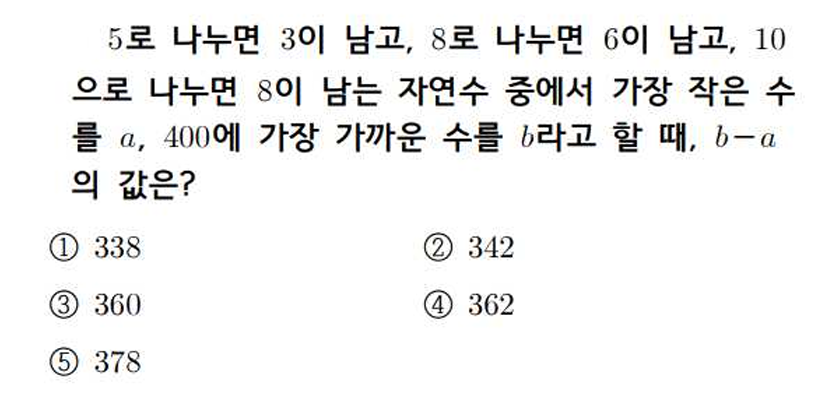 5로 나누면 3이 남고, 8로 나누면 6이 남고, 10
으로 나누면 8이 남는 자연수 중에서 가장 작은 수
를 a, 400에 가장 가까운 수를 b라고 할 때, b-a
의 값은?
① 338 ② 342
③ 360 ④ 362
⑤ 378